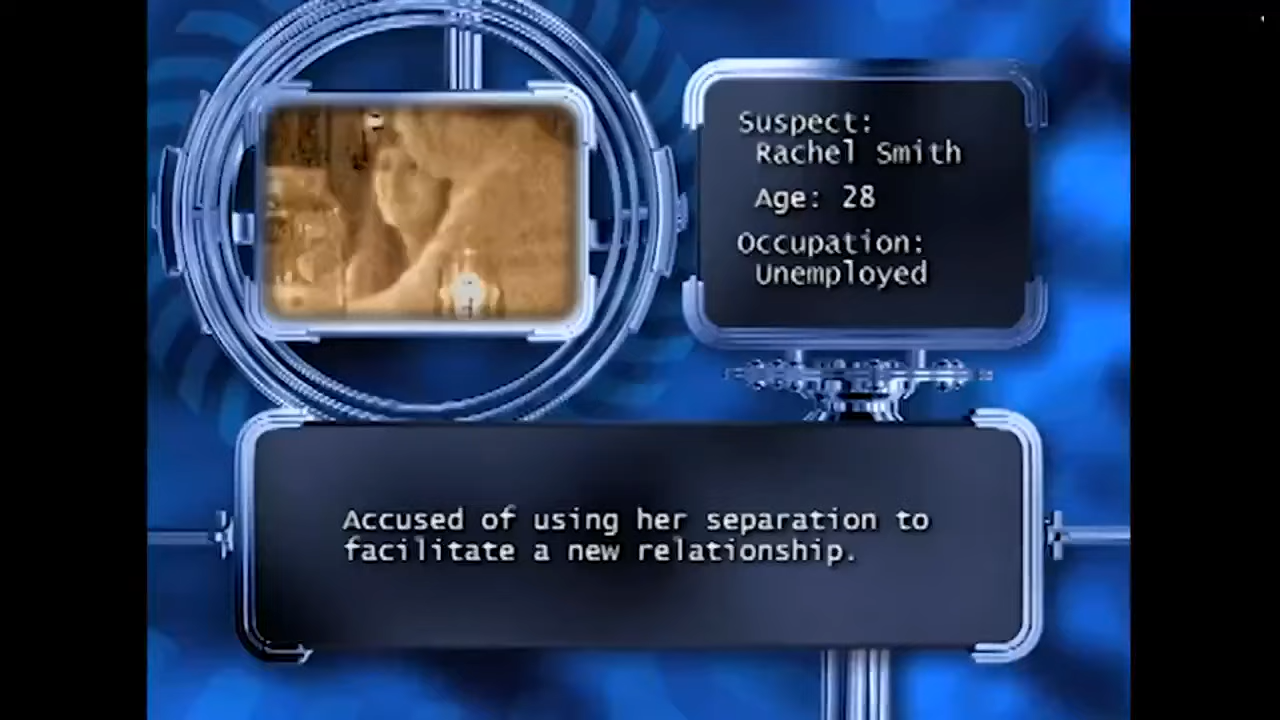 Suspect:
Rachel Smith
Age: 28
Occupation:
Unemployed
Accused of using her separation to
facilitate a new relationship.